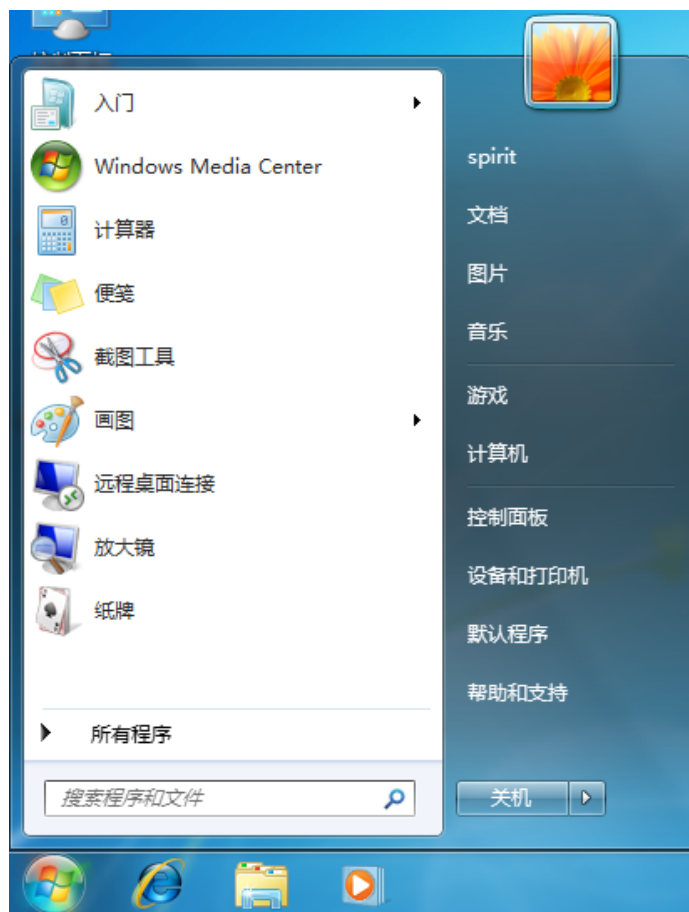 入门
Windows Media Center
计算器
便笺
截图工具
画图
远程桌面连接
放大镜
纸牌
所有程序
搜索程序和文件
spirit
文档
图片
音乐
游戏
计算机
控制面板
设备和打印机
默认程序
帮助和支持
关机